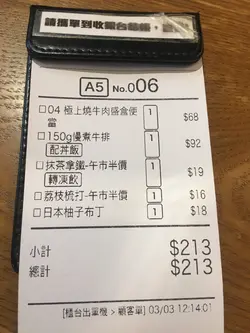 請攜單到收銀台結帳，
A5 No.006
□04 極上燒牛肉盛盒便 1 $68
當
□150g慢煮牛排 1 $92
配丼飯
□抹茶拿鐵-午市半價 1 $19
轉凍飲
□荔枝梳打-午市半價 1 $16
□日本柚子布丁 1 $18
小計 $213
總計 $213
[櫃台出單機 > 顧客單] 03/03 12:14:01